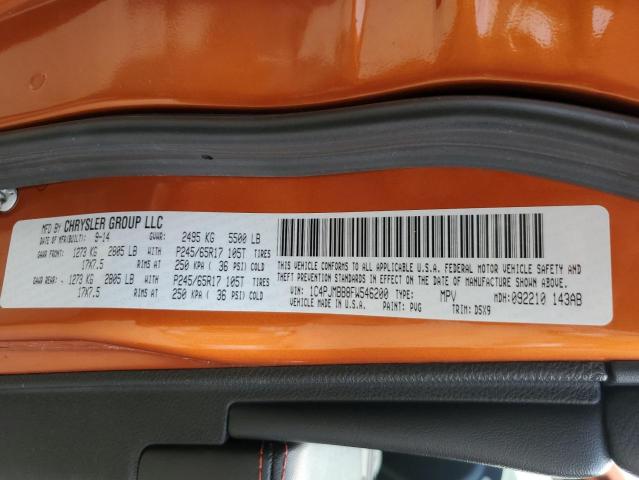 MFD BY CHRYSLER GROUP LLC
DATE OF MFR(BUILT): 9-14 GVWR: 2495 KG 5500 LB
GAWR FRONT: 1273 KG 2805 LB WITH P245/65R17 105T TIRES
17X7.5 RIMS AT 250 KPA ( 36 PSI) COLD
GAWR REAR: 1273 KG 2805 LB WITH P245/65R17 105T TIRES
17X7.5 RIMS AT 250 KPA ( 36 PSI) COLD
THIS VEHICLE CONFORMS TO ALL APPLICABLE U.S.A. FEDERAL MOTOR VEHICLE SAFETY AND
THEFT PREVENTION STANDARDS IN EFFECT ON THE DATE OF MANUFACTURE SHOWN ABOVE.
VIN: 1C4PJMBB8FW546200 TYPE: MPV MDH: 092210 143AB
VEHICLE MADE IN U.S.A. PAINT: PVG TRIM: DSX9